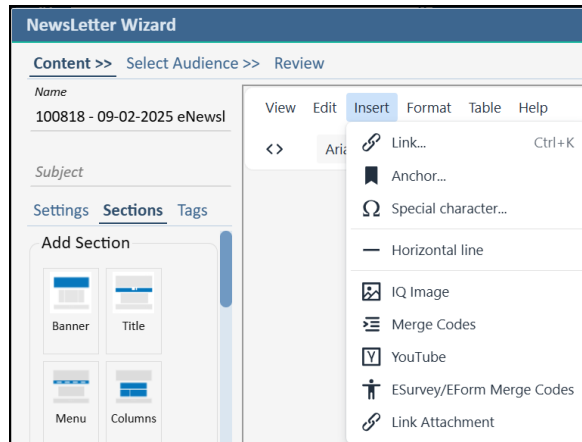 NewsLetter Wizard
Content >> Select Audience >> Review
Name
100818 - 09-02-2025 eNewsl
Subject
Settings Sections Tags
Add Section
Banner Title
Menu Columns
View Edit Insert Format Table Help
<> Aria
Link... Ctrl+K
Anchor...
Special character...
Horizontal line
IQ Image
Merge Codes
YouTube
ESurvey/EForm Merge Codes
Link Attachment